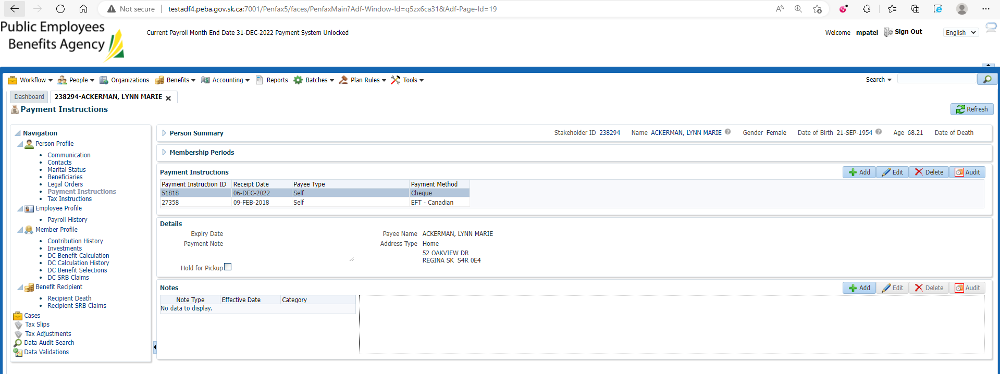 Not secure testadf4.peba.gov.sk.ca:7001/Penfax5/faces/PenfaxMain?Adf-Window-Id=q5zx6ca31&Adf-Page-Id=19
Public Employees
Benefits Agency
Current Payroll Month End Date 31-DEC-2022 Payment System Unlocked
Welcome mpatel Sign Out English
Workflow People Organizations Benefits Accounting Reports Batches Plan Rules Tools Search
Dashboard 238294-ACKERMAN, LYNN MARIE
Payment Instructions
Refresh
Navigation
Person Profile
Communication
Contacts
Marital Status
Beneficiaries
Legal Orders
Payment Instructions
Tax Instructions
Employee Profile
Payroll History
Member Profile
Contribution History
Investments
DC Benefit Calculation
DC Calculation History
DC Benefit Selections
DC SRB Claims
Benefit Recipient
Recipient Death
Recipient SRB Claims
Cases
Tax Slips
Tax Adjustments
Data Audit Search
Data Validations
Person Summary Stakeholder ID 238294 Name ACKERMAN, LYNN MARIE Gender Female Date of Birth 21-SEP-1954 Age 68.21 Date of Death
Membership Periods
Payment Instructions Add Edit Delete Audit
Payment Instruction ID Receipt Date Payee Type Payment Method
51818 06-DEC-2022 Self Cheque
27358 09-FEB-2018 Self EFT - Canadian
Details
Expiry Date Payee Name ACKERMAN, LYNN MARIE
Payment Note Address Type Home
52 OAKVIEW DR
REGINA SK S4R 0E4
Hold for Pickup
Notes Add Edit Delete Audit
Note Type Effective Date Category
No data to display.